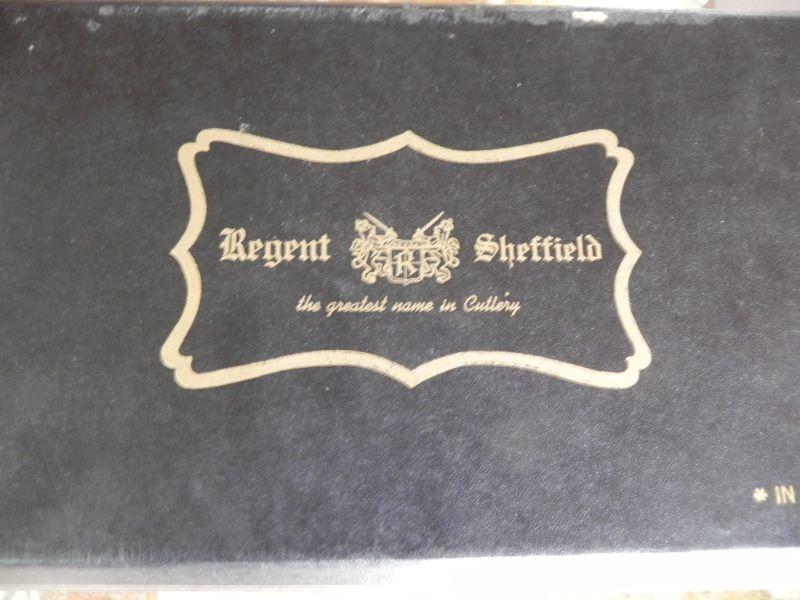 Regent R Sheffield
the greatest name in Cutlery
* IN